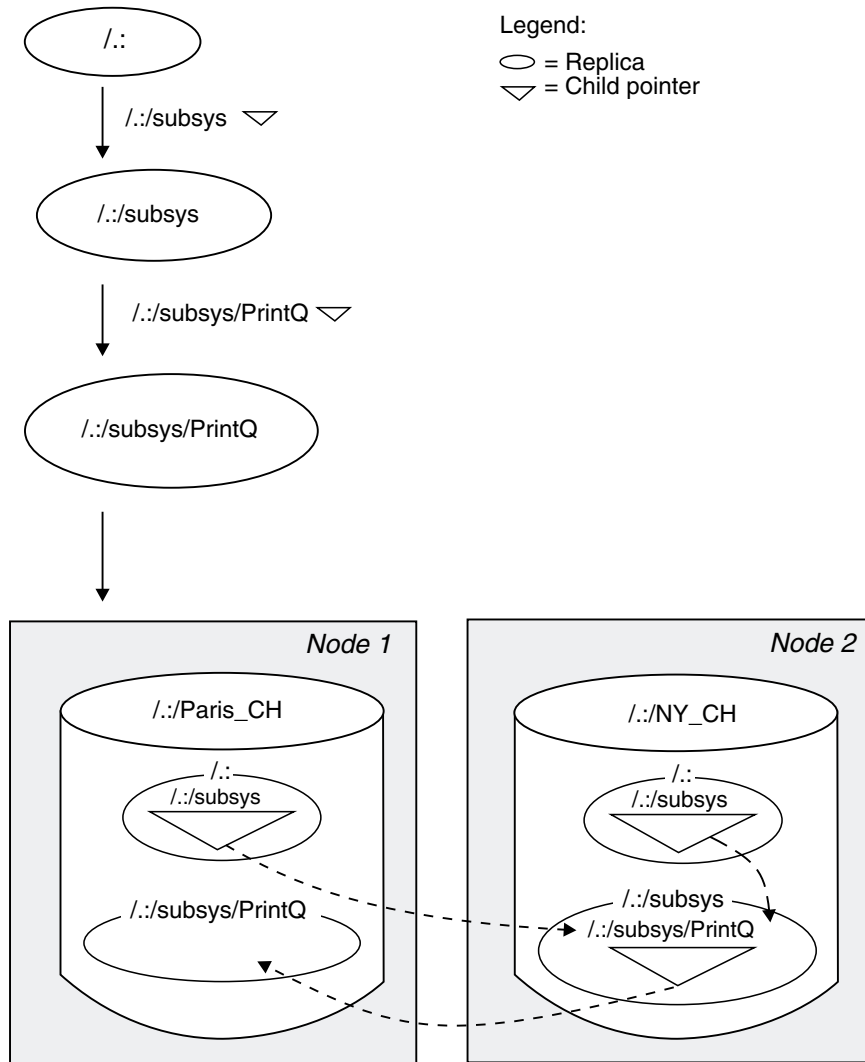 /.:
Legend:
= Replica
= Child pointer
/.:/subsys
/.:/subsys
/.:/subsys/PrintQ
/.:/subsys/PrintQ
Node 1
/.:/Paris_CH
/.:
/.:/subsys
/.:/subsys/PrintQ
Node 2
/.:/NY_CH
/.:
/.:/subsys
/.:/subsys
/.:/subsys/PrintQ